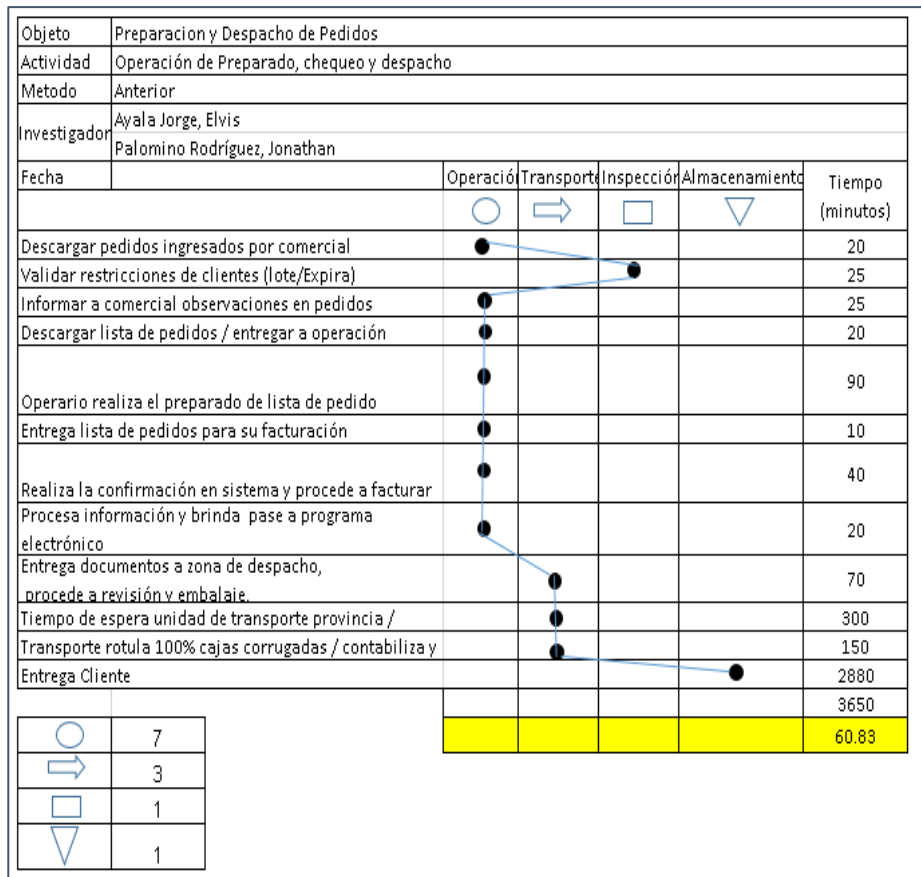 Objeto Preparacion y Despacho de Pedidos
Actividad Operación de Preparado, chequeo y despacho
Metodo Anterior
Investigador Ayala Jorge, Elvis
Palomino Rodríguez, Jonathan
Fecha Operación Transporte Inspección Almacenamiento Tiempo
(minutos)
Descargar pedidos ingresados por comercial 20
Validar restricciones de clientes (lote/Expira) 25
Informar a comercial observaciones en pedidos 25
Descargar lista de pedidos / entregar a operación 20
Operario realiza el preparado de lista de pedido 90
Entrega lista de pedidos para su facturación 10
Realiza la confirmación en sistema y procede a facturar 40
Procesa información y brinda pase a programa
electrónico 20
Entrega documentos a zona de despacho,
procede a revisión y embalaje. 70
Tiempo de espera unidad de transporte provincia / 300
Transporte rotula 100% cajas corrugadas / contabiliza y 150
Entrega Cliente 2880
3650
60.83
7
3
1
1